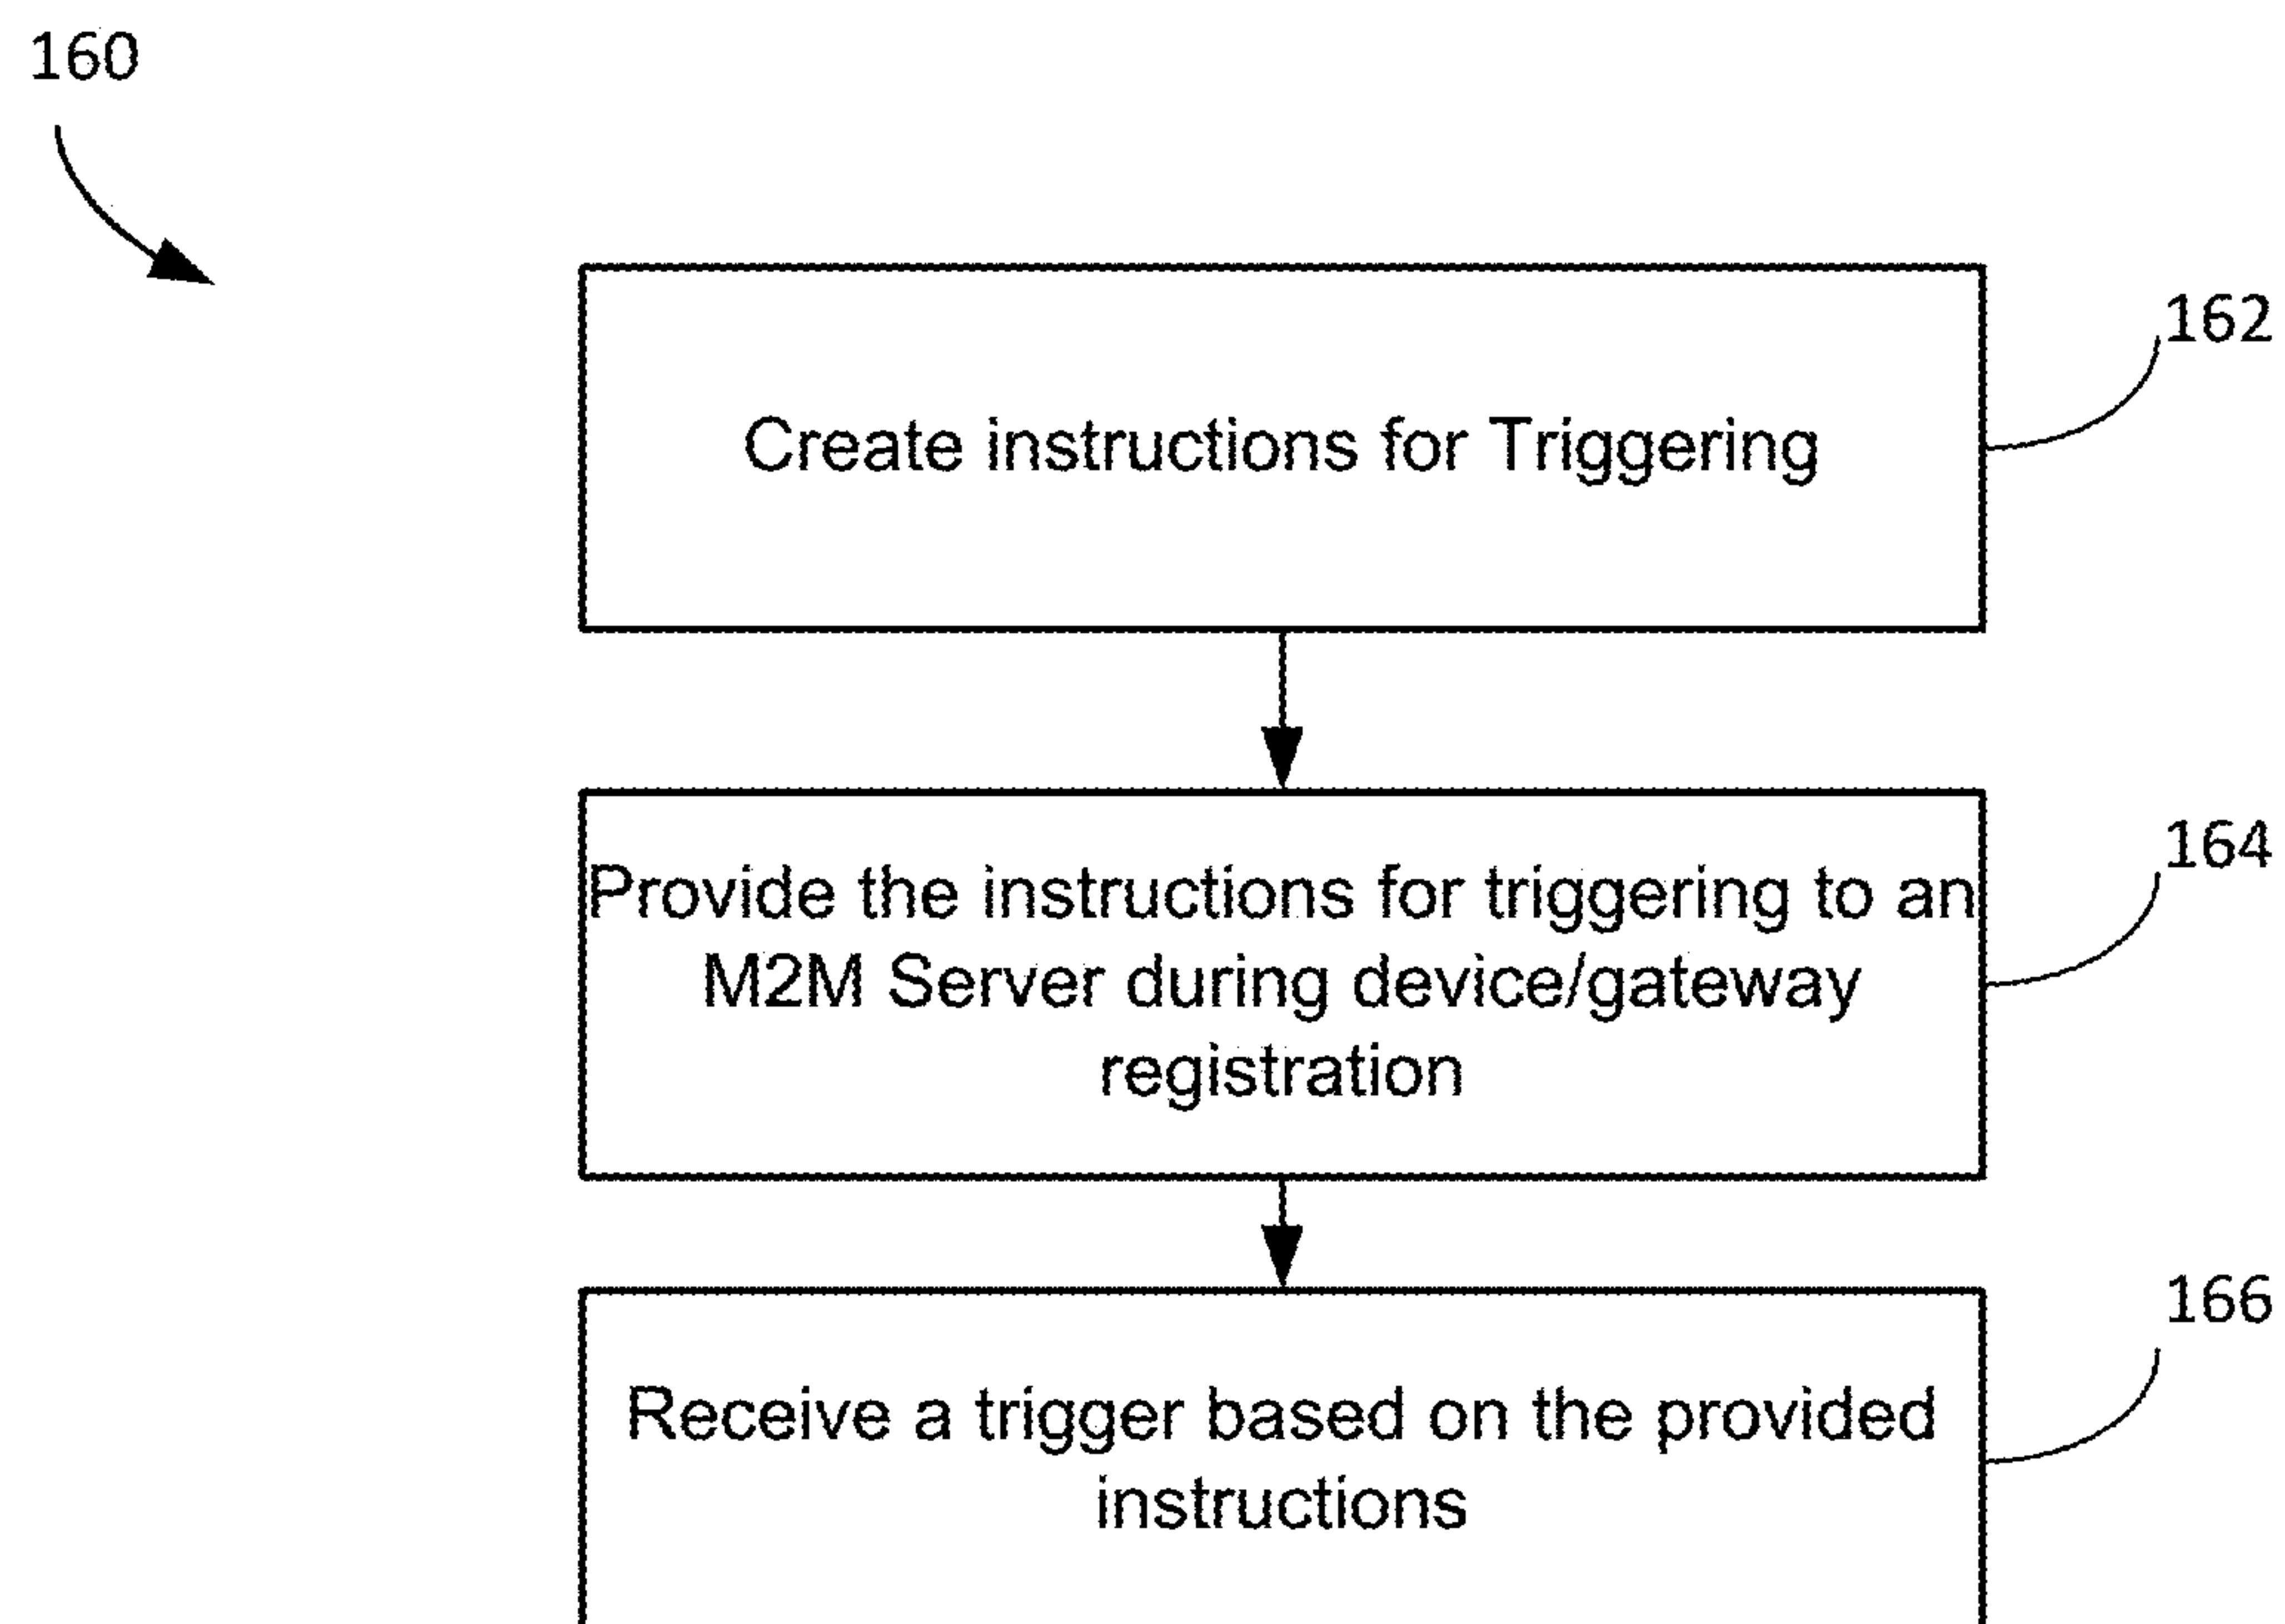 160
162
Create instructions for Triggering
164
Provide the instructions for triggering to an
M2M Server during device/gateway
registration
166
Receive a trigger based on the provided
instructions